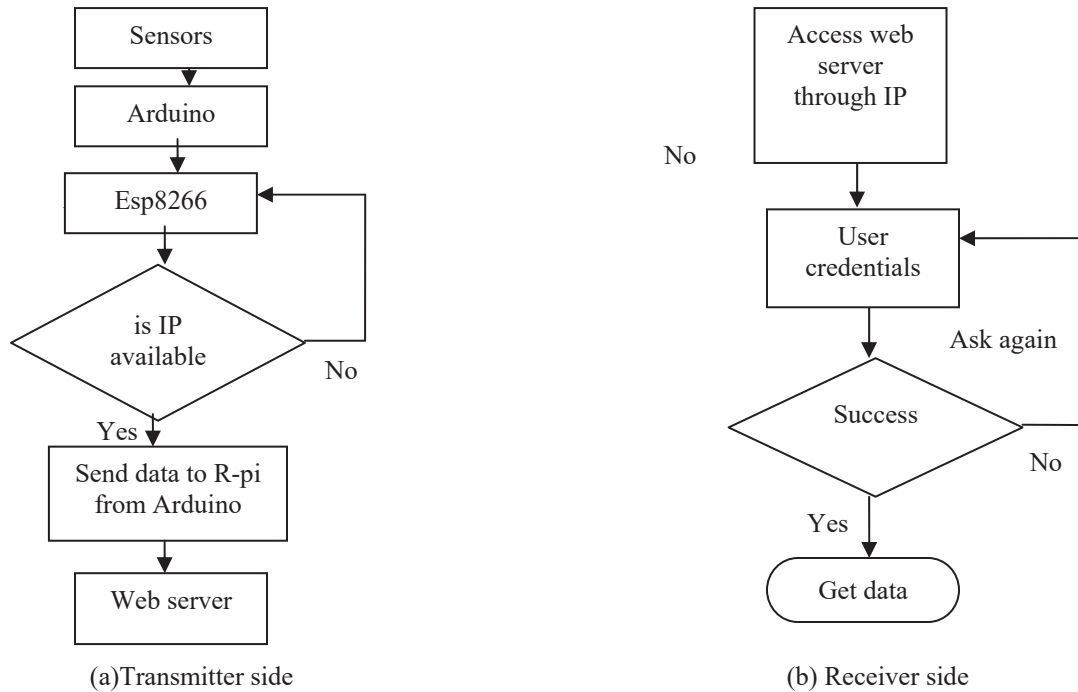 Sensors
Arduino
Esp8266
is IP
available
No
Yes
Send data to R-pi
from Arduino
Web server
(a)Transmitter side
Access web
server
through IP
No
User
credentials
Ask again
Success
No
Yes
Get data
(b) Receiver side